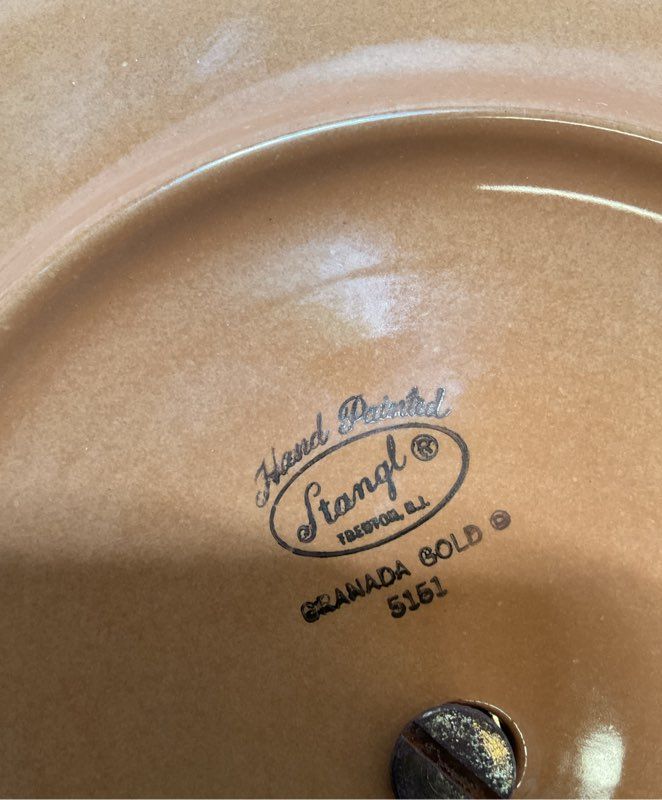 Hand Painted
Stangl ®
TRENTON, N.J.
GRANADA GOLD ©
5151